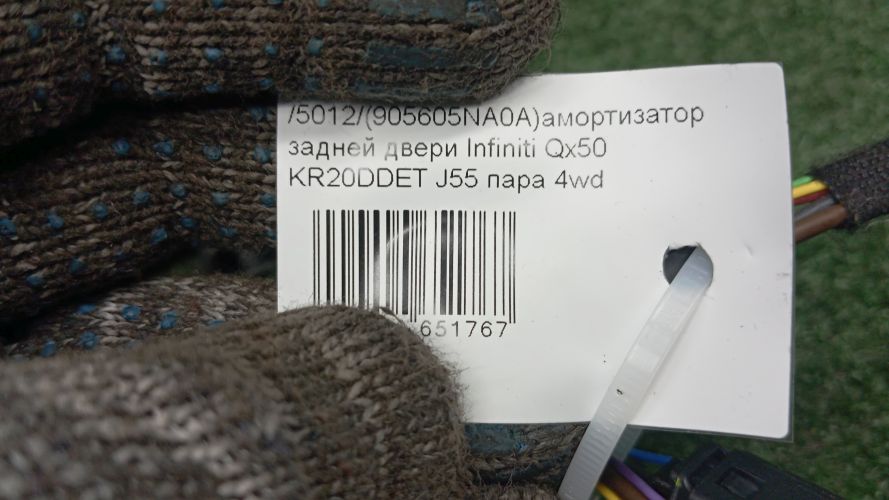 /5012/(905605NA0A)амортизатор
задней двери Infiniti Qx50
KR20DDET J55 пара 4wd
651767